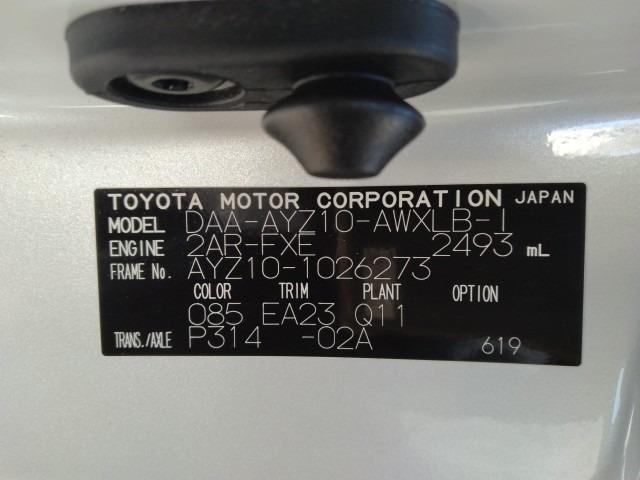 TOYOTA MOTOR CORPORATION JAPAN
MODEL DAA-AYZ10-AWXLB-I
ENGINE 2AR-FXE 2493 mL
FRAME No. AYZ10-1026273
COLOR TRIM PLANT OPTION
085 EA23 Q11
TRANS./AXLE P314 -02A 619